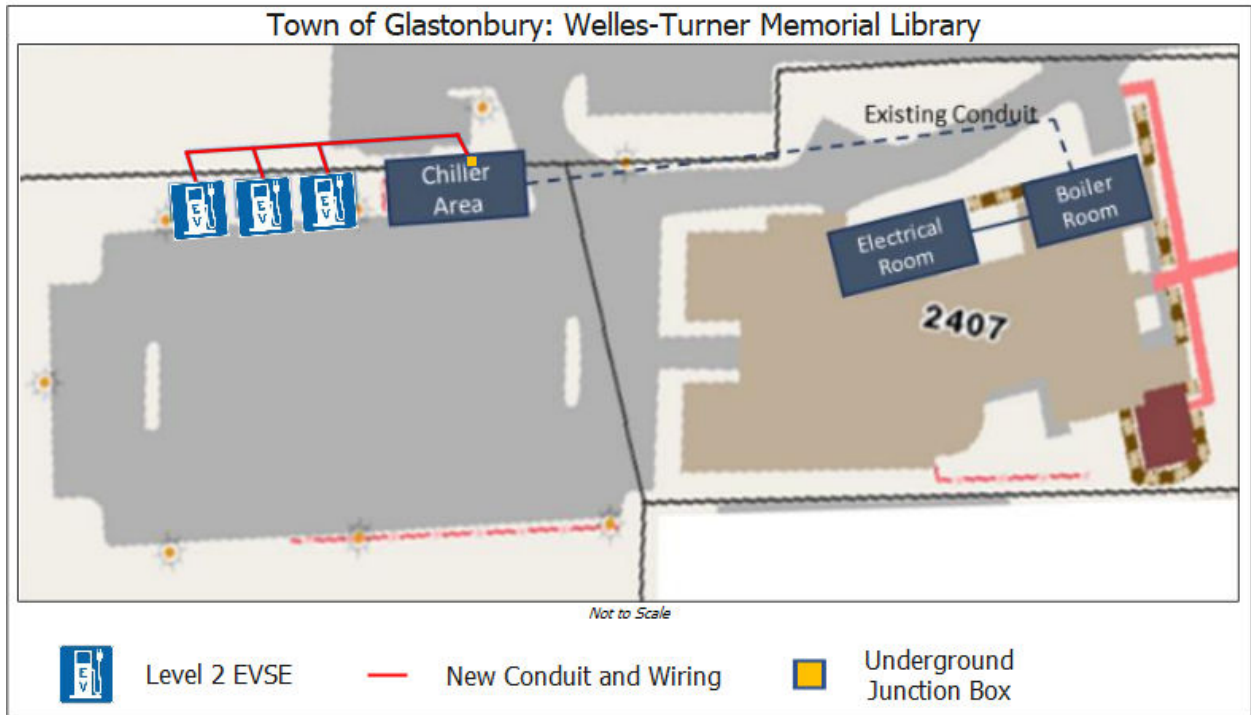 Town of Glastonbury: Welles-Turner Memorial Library
Existing Conduit
Chiller
Area
Boiler
Room
Electrical
Room
EV
EV
EV
2407
Not to Scale
EV
Level 2 EVSE
New Conduit and Wiring
Underground
Junction Box